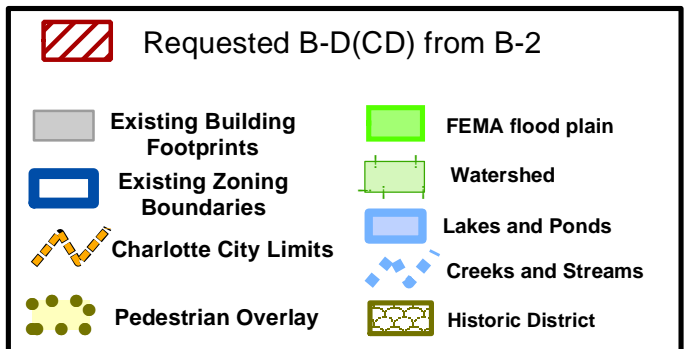 Requested B-D(CD) from B-2
Existing Building
Footprints
Existing Zoning
Boundaries
Charlotte City Limits
Pedestrian Overlay
FEMA flood plain
Watershed
Lakes and Ponds
Creeks and Streams
Historic District